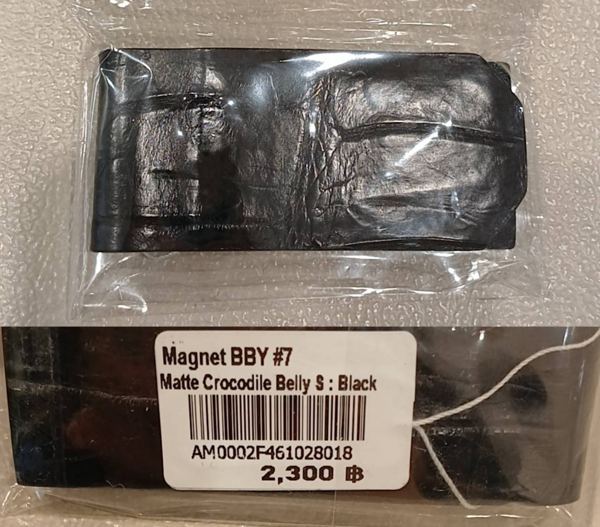 Magnet BBY #7
Matte Crocodile Belly S : Black
AM0002F461028018
2,300 ฿